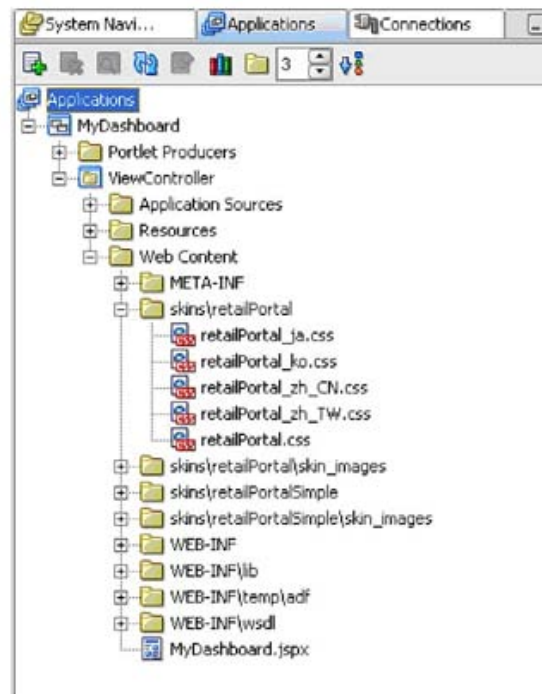 System Navi... Applications Connections
3
Applications
MyDashboard
Portlet Producers
ViewController
Application Sources
Resources
Web Content
META-INF
skins\retailPortal
retailPortal_ja.css
retailPortal_ko.css
retailPortal_zh_CN.css
retailPortal_zh_TW.css
retailPortal.css
skins\retailPortal\skin_images
skins\retailPortalSimple
skins\retailPortalSimple\skin_images
WEB-INF
WEB-INF\lib
WEB-INF\temp\adf
WEB-INF\wsdl
MyDashboard.jspx